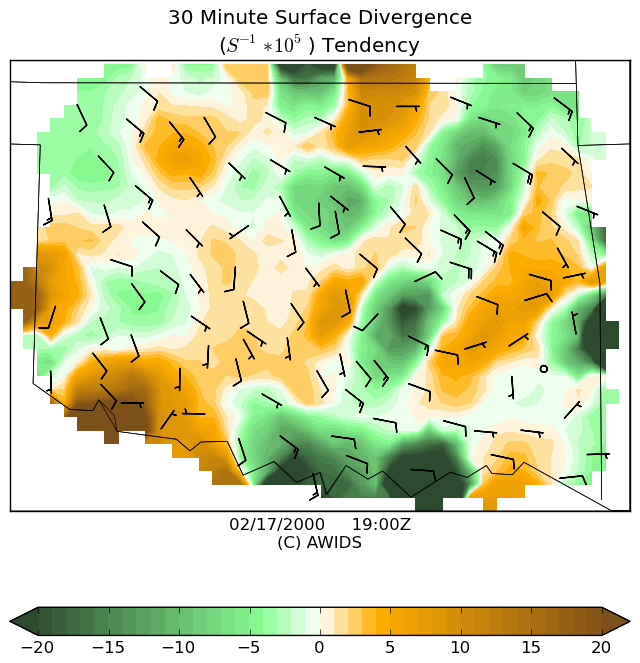 30 Minute Surface Divergence
(S⁻¹ *10⁵ ) Tendency
02/17/2000 19:00Z
(C) AWIDS
−20 −15 −10 −5 0 5 10 15 20